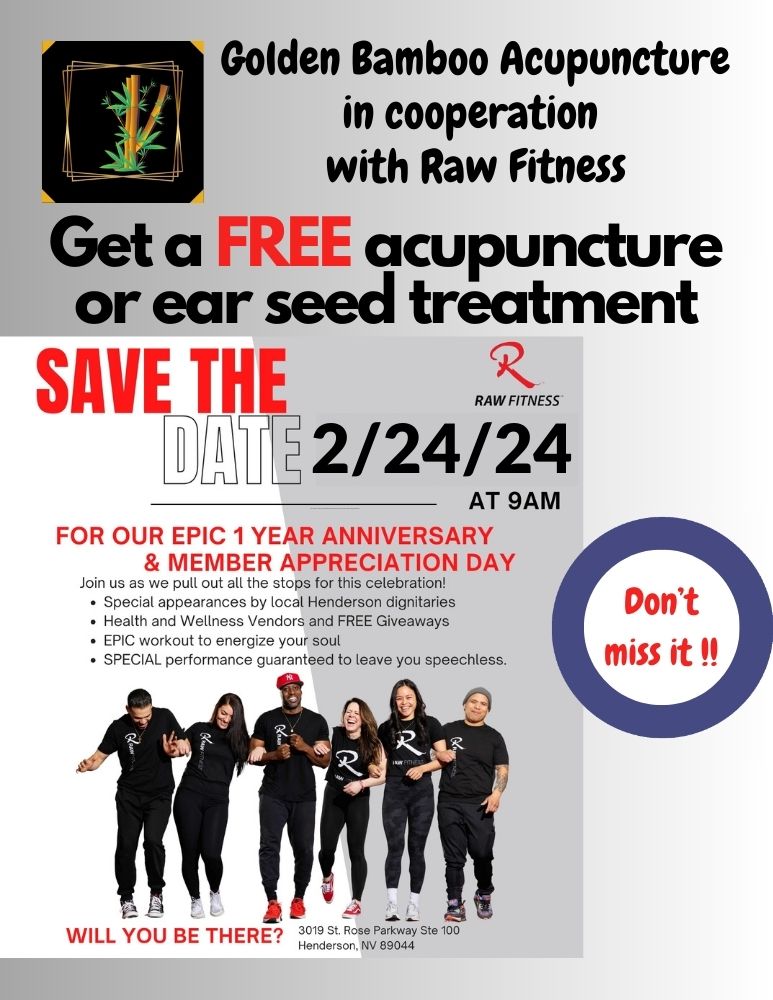 Golden Bamboo Acupuncture
in cooperation
with Raw Fitness
Get a FREE acupuncture
or ear seed treatment
SAVE THE
DATE 2/24/24
R
RAW FITNESS
AT 9AM
FOR OUR EPIC 1 YEAR ANNIVERSARY
& MEMBER APPRECIATION DAY
Join us as we pull out all the stops for this celebration!
• Special appearances by local Henderson dignitaries
• Health and Wellness Vendors and FREE Giveaways
• EPIC workout to energize your soul
• SPECIAL performance guaranteed to leave you speechless.
Don't
miss it !!
WILL YOU BE THERE?
3019 St. Rose Parkway Ste 100
Henderson, NV 89044